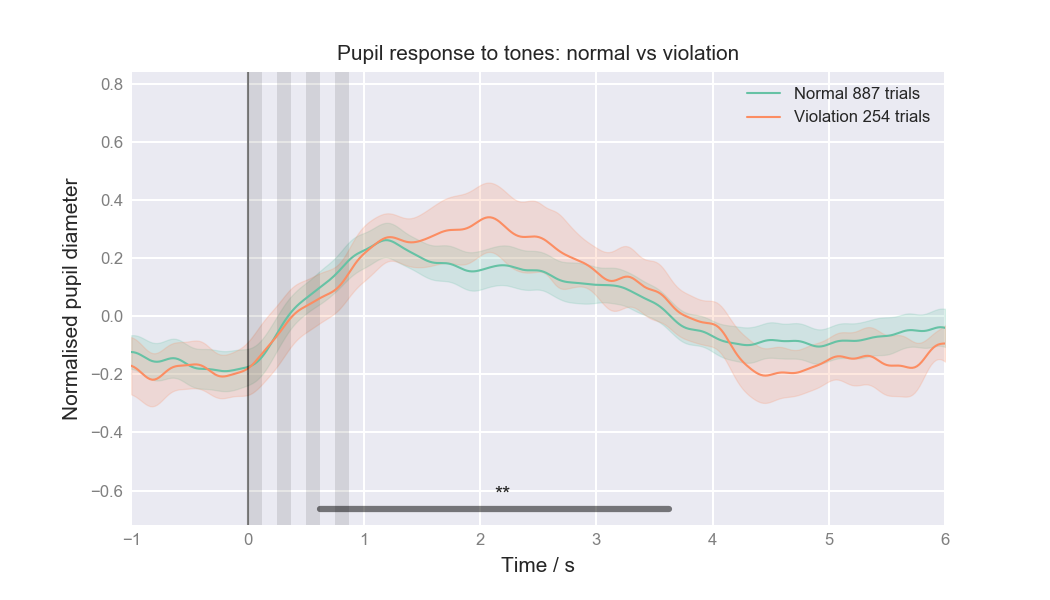 Pupil response to tones: normal vs violation
Normal 887 trials
Violation 254 trials
Normalised pupil diameter
0.8
0.6
0.4
0.2
0.0
−0.2
−0.4
−0.6
**
−1 0 1 2 3 4 5 6
Time / s